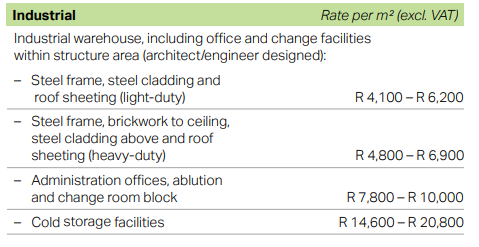 Industrial Rate per m² (excl. VAT)
Industrial warehouse, including office and change facilities
within structure area (architect/engineer designed):
– Steel frame, steel cladding and
roof sheeting (light-duty) R 4,100 – R 6,200
– Steel frame, brickwork to ceiling,
steel cladding above and roof
sheeting (heavy-duty) R 4,800 – R 6,900
– Administration offices, ablution
and change room block R 7,800 – R 10,000
– Cold storage facilities R 14,600 – R 20,800